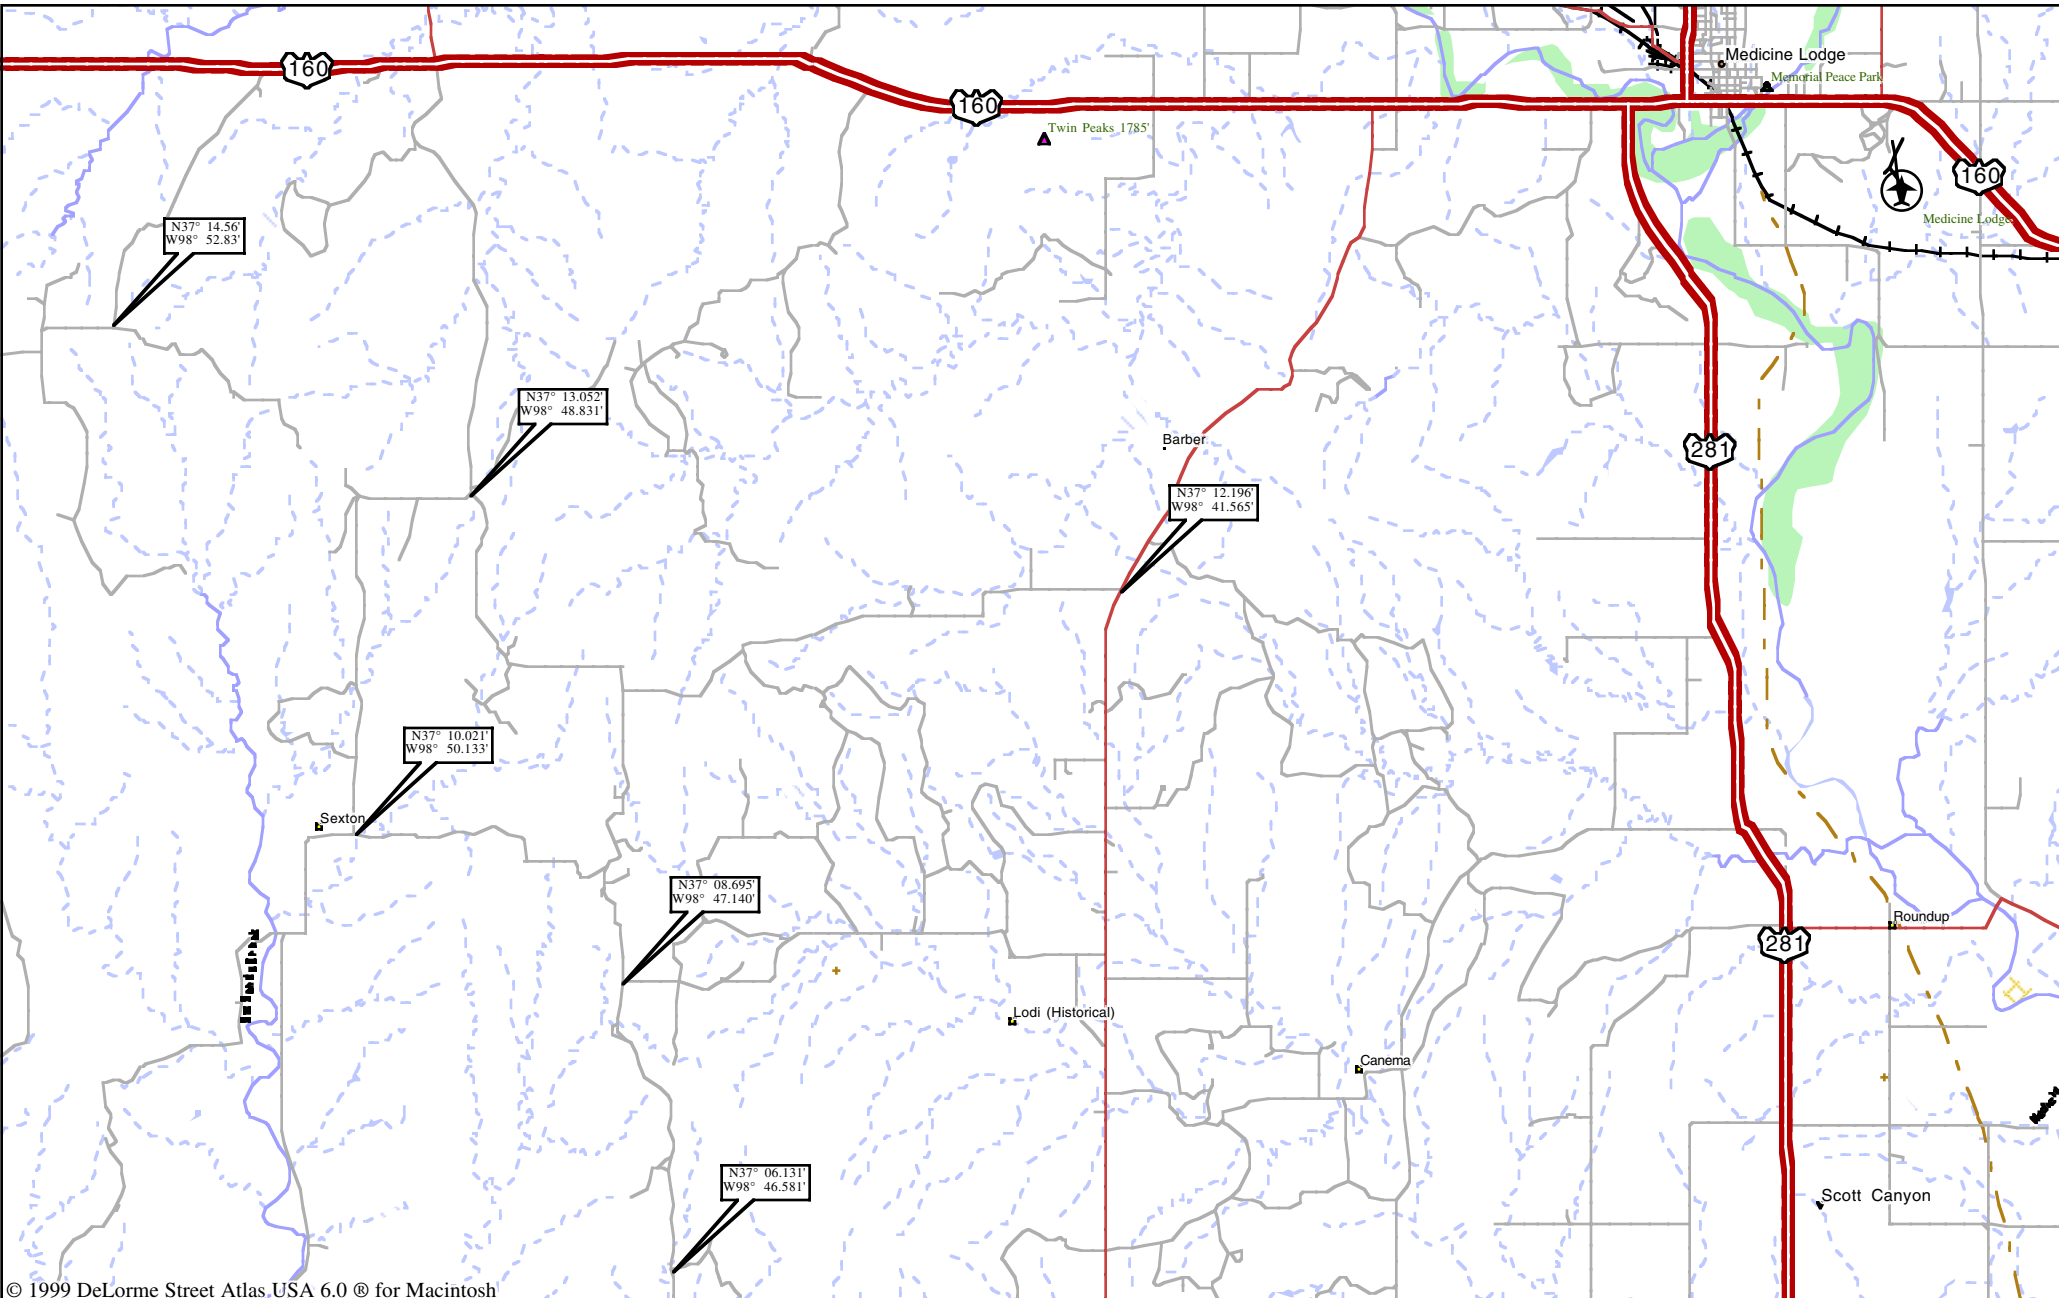 Medicine Lodge
160
Memorial Peace Park
160
Twin Peaks 1785'
160
Medicine Lodge
N37° 14.56'
W98° 52.83'
N37° 13.052'
W98° 48.831'
Barber
281
N37° 12.196'
W98° 41.565'
N37° 10.021'
W98° 50.133'
Sexton
N37° 08.695'
W98° 47.140'
Roundup
281
Lodi (Historical)
Canema
N37° 06.131'
W98° 46.581'
Scott Canyon
© 1999 DeLorme Street Atlas USA 6.0 ® for Macintosh